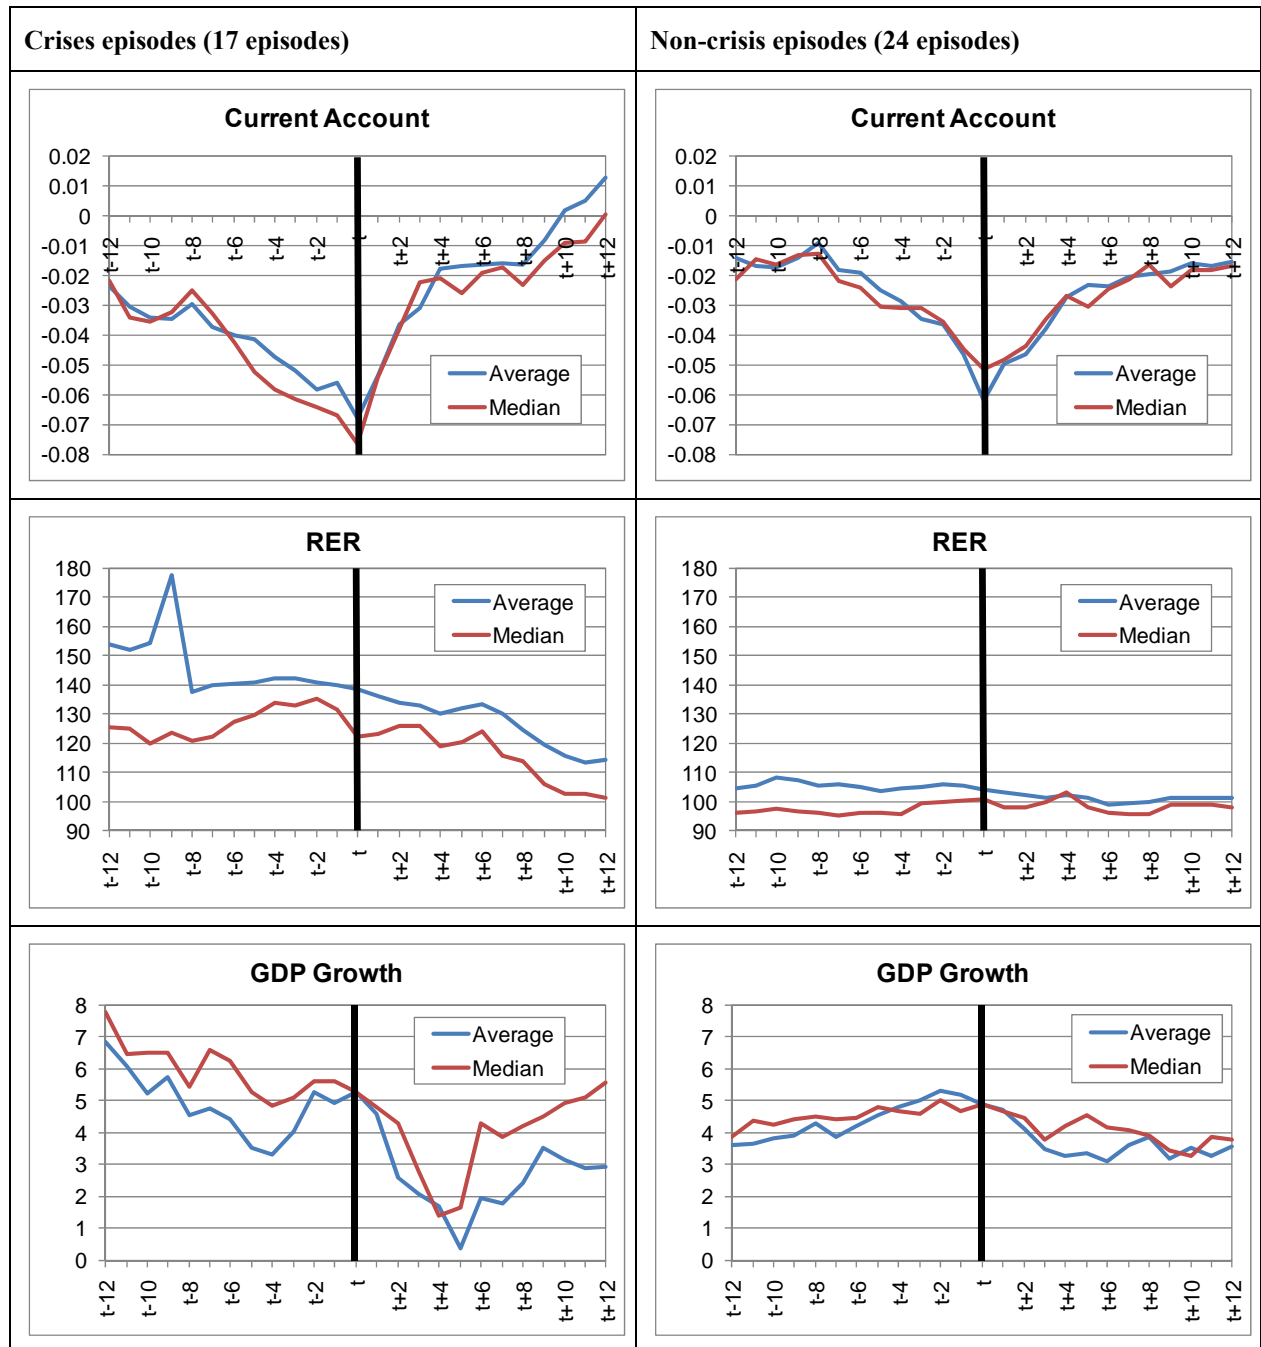 Crises episodes (17 episodes)
Non-crisis episodes (24 episodes)
Current Account
0.02
0.01
0
-0.01
-0.02
-0.03
-0.04
-0.05
-0.06
-0.07
-0.08
t-12
t-10
t-8
t-6
t-4
t-2
t
t+2
t+4
t+6
t+8
t+10
t+12
Average
Median
Current Account
0.02
0.01
0
-0.01
-0.02
-0.03
-0.04
-0.05
-0.06
-0.07
-0.08
t-12
t-10
t-8
t-6
t-4
t-2
t
t+2
t+4
t+6
t+8
t+10
t+12
Average
Median
RER
180
170
160
150
140
130
120
110
100
90
t-12
t-10
t-8
t-6
t-4
t-2
t
t+2
t+4
t+6
t+8
t+10
t+12
Average
Median
RER
180
170
160
150
140
130
120
110
100
90
t-12
t-10
t-8
t-6
t-4
t-2
t
t+2
t+4
t+6
t+8
t+10
t+12
Average
Median
GDP Growth
8
7
6
5
4
3
2
1
0
t-12
t-10
t-8
t-6
t-4
t-2
t
t+2
t+4
t+6
t+8
t+10
t+12
Average
Median
GDP Growth
8
7
6
5
4
3
2
1
0
t-12
t-10
t-8
t-6
t-4
t-2
t
t+2
t+4
t+6
t+8
t+10
t+12
Average
Median